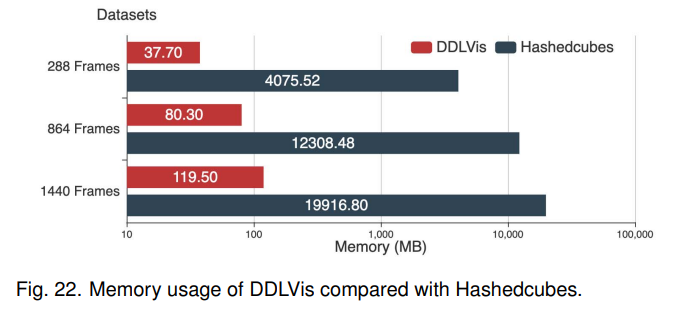 Datasets
DDLVis Hashedcubes
288 Frames
37.70
4075.52
864 Frames
80.30
12308.48
1440 Frames
119.50
19916.80
10 100 1,000 10,000 100,000
Memory (MB)
Fig. 22. Memory usage of DDLVis compared with Hashedcubes.